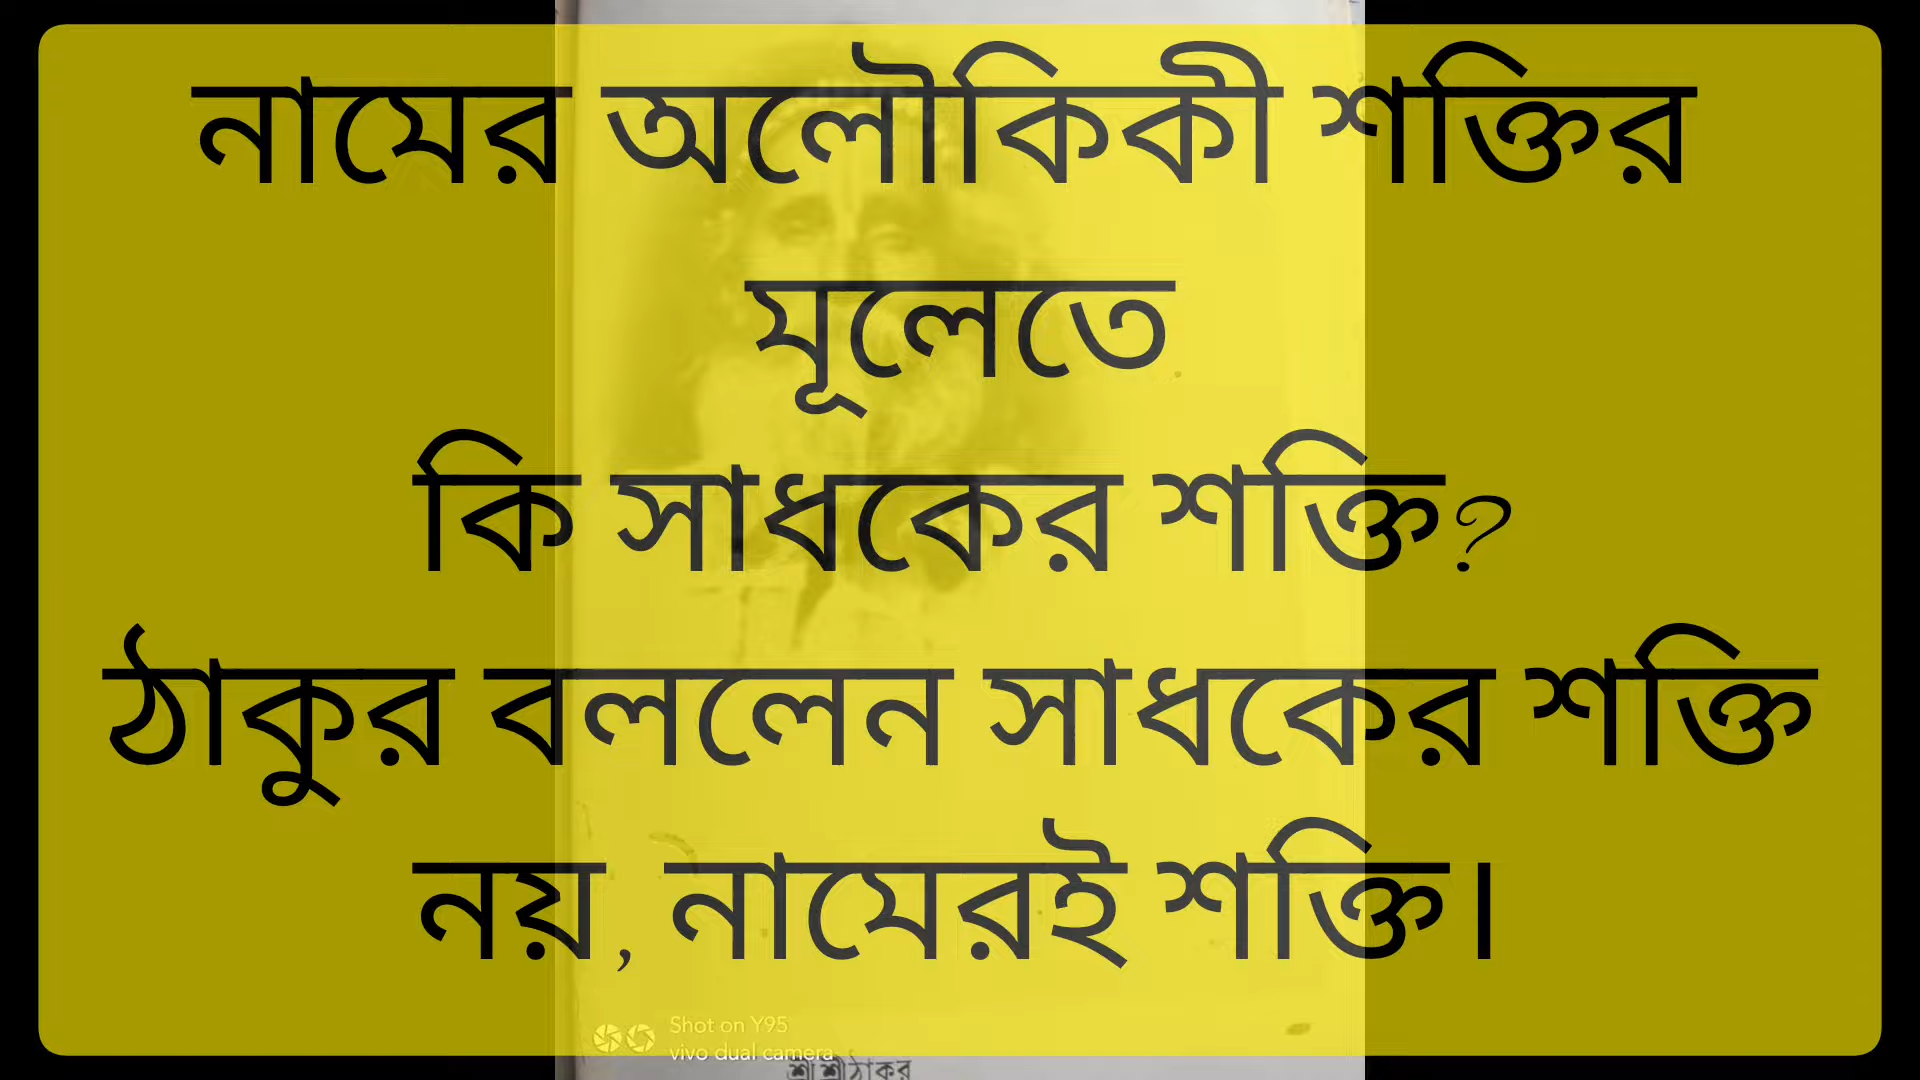 নামের অলৌকিকী শক্তির
মূলেতে
কি সাধকের শক্তি?
ঠাকুর বললেন সাধকের শক্তি
নয়, নামেরই শক্তি।
Shot on Y95
vivo dual camera
শ্রীশ্রীঠাকুর